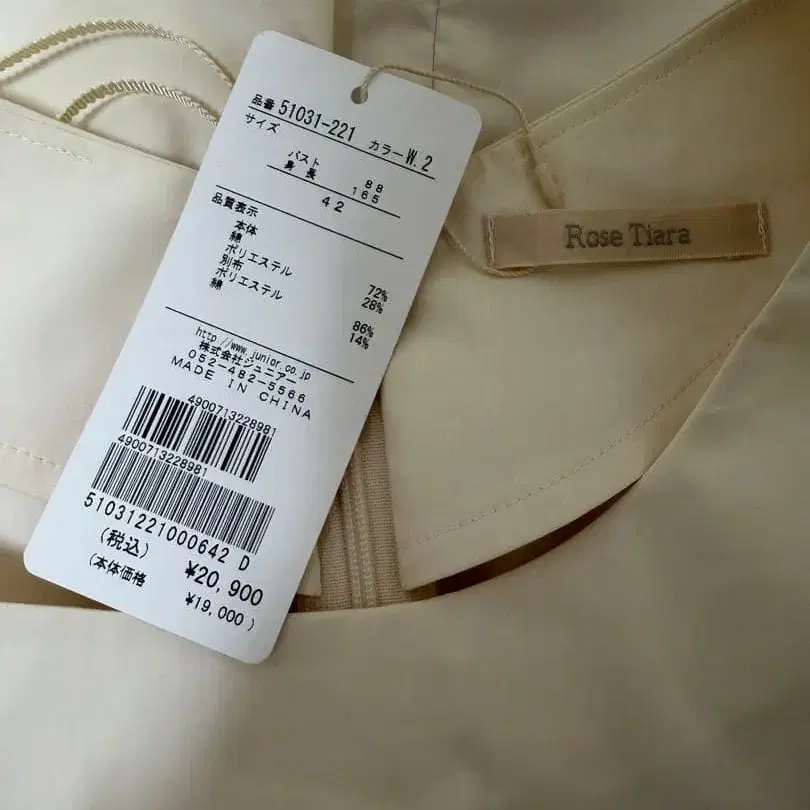 品番 51031-221 カラー W.2
サイズ
バスト 88
身長 165
42
品質表示
本体
綿 72%
ポリエステル 28%
別布
ポリエステル 86%
綿 14%
http://www.junior.co.jp
株式会社ジュニアー
052-482-5566
MADE IN CHINA
4900713228981
4900713228981
51031221000642 D
(税込) ¥20,900
(本体価格 ¥19,000)
Rose Tiara